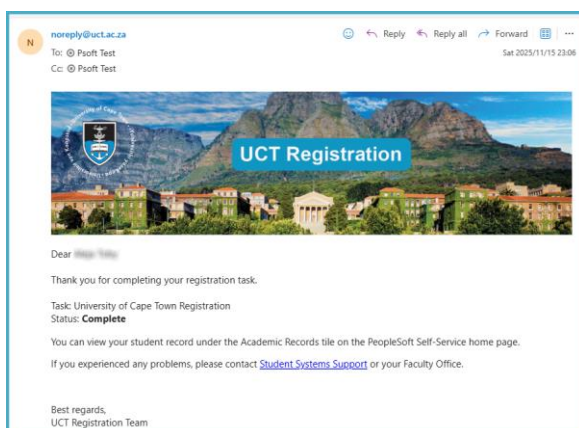 N
noreply@uct.ac.za
Reply
Reply all
Forward
To: Psoft Test
Cc: Psoft Test
Sat 2025/11/15 23:06
UCT Registration
Dear
Thank you for completing your registration task.
Task: University of Cape Town Registration
Status: Complete
You can view your student record under the Academic Records tile on the PeopleSoft Self-Service home page.
If you experienced any problems, please contact Student Systems Support or your Faculty Office.
Best regards,
UCT Registration Team